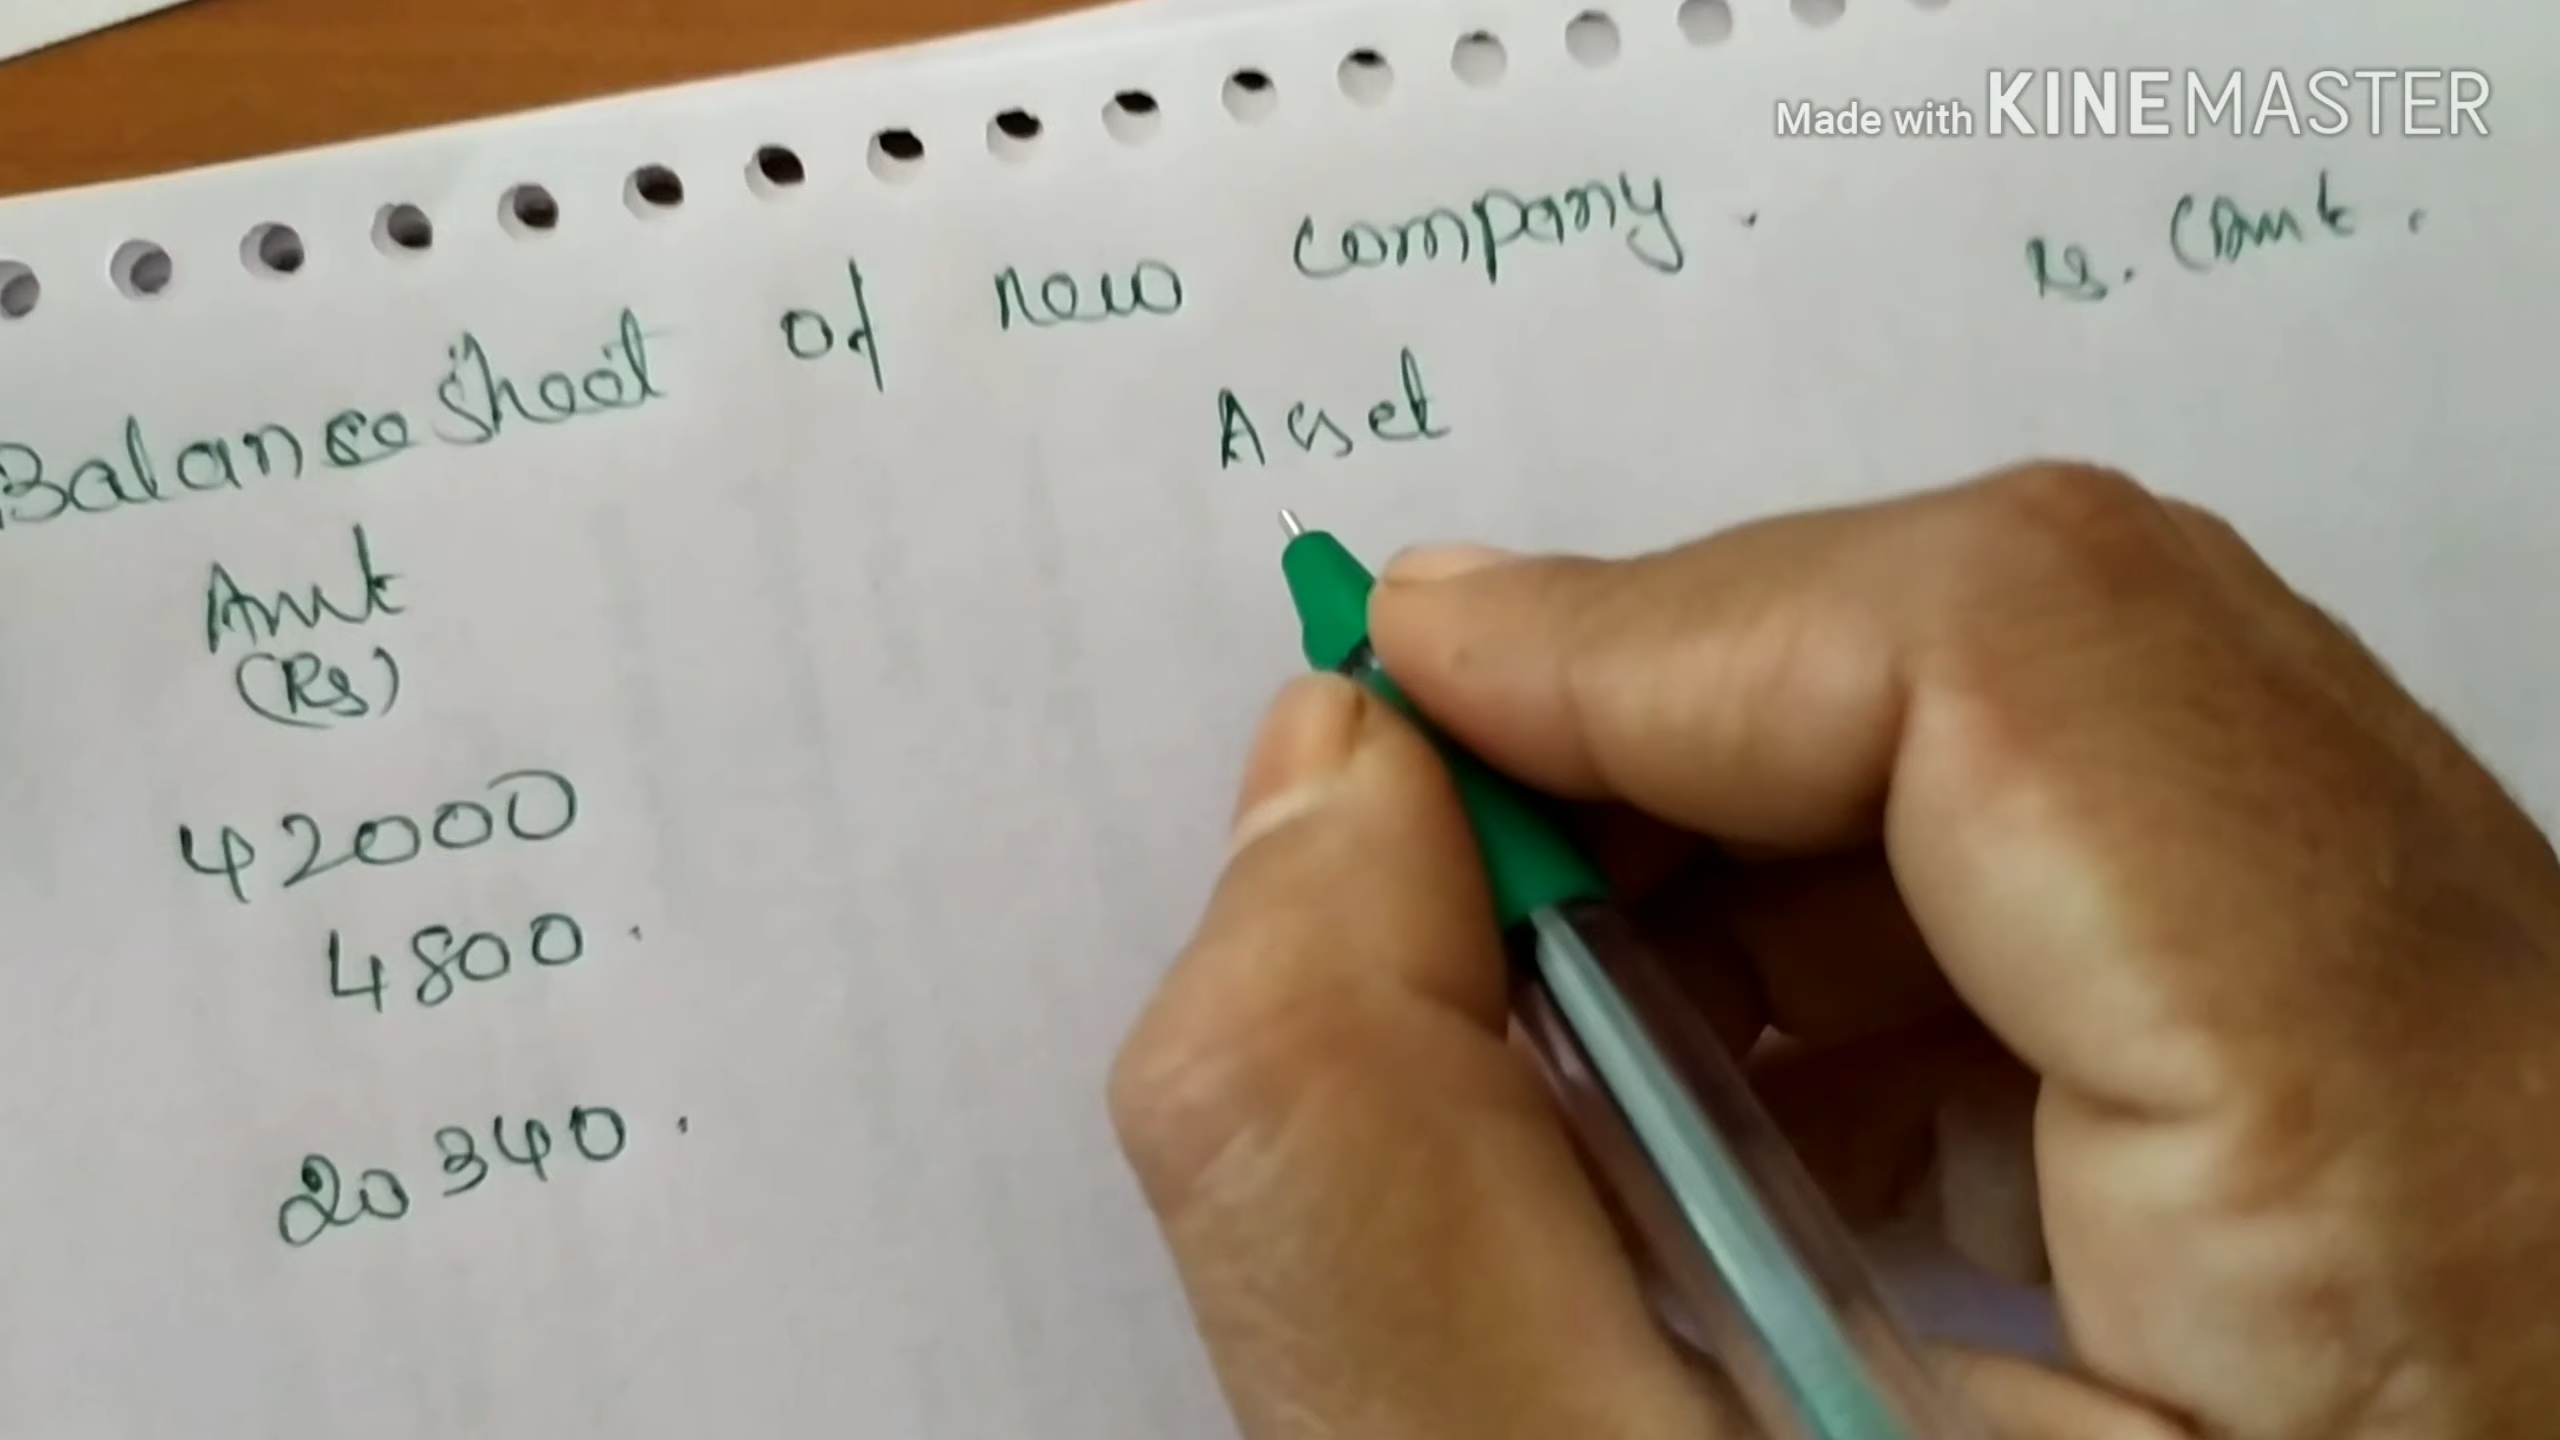 Made with KINEMASTER
Balance Sheet of new company.
Rs. (Amt.
Asset
Amt
(Rs)
42000
4800.
20340.